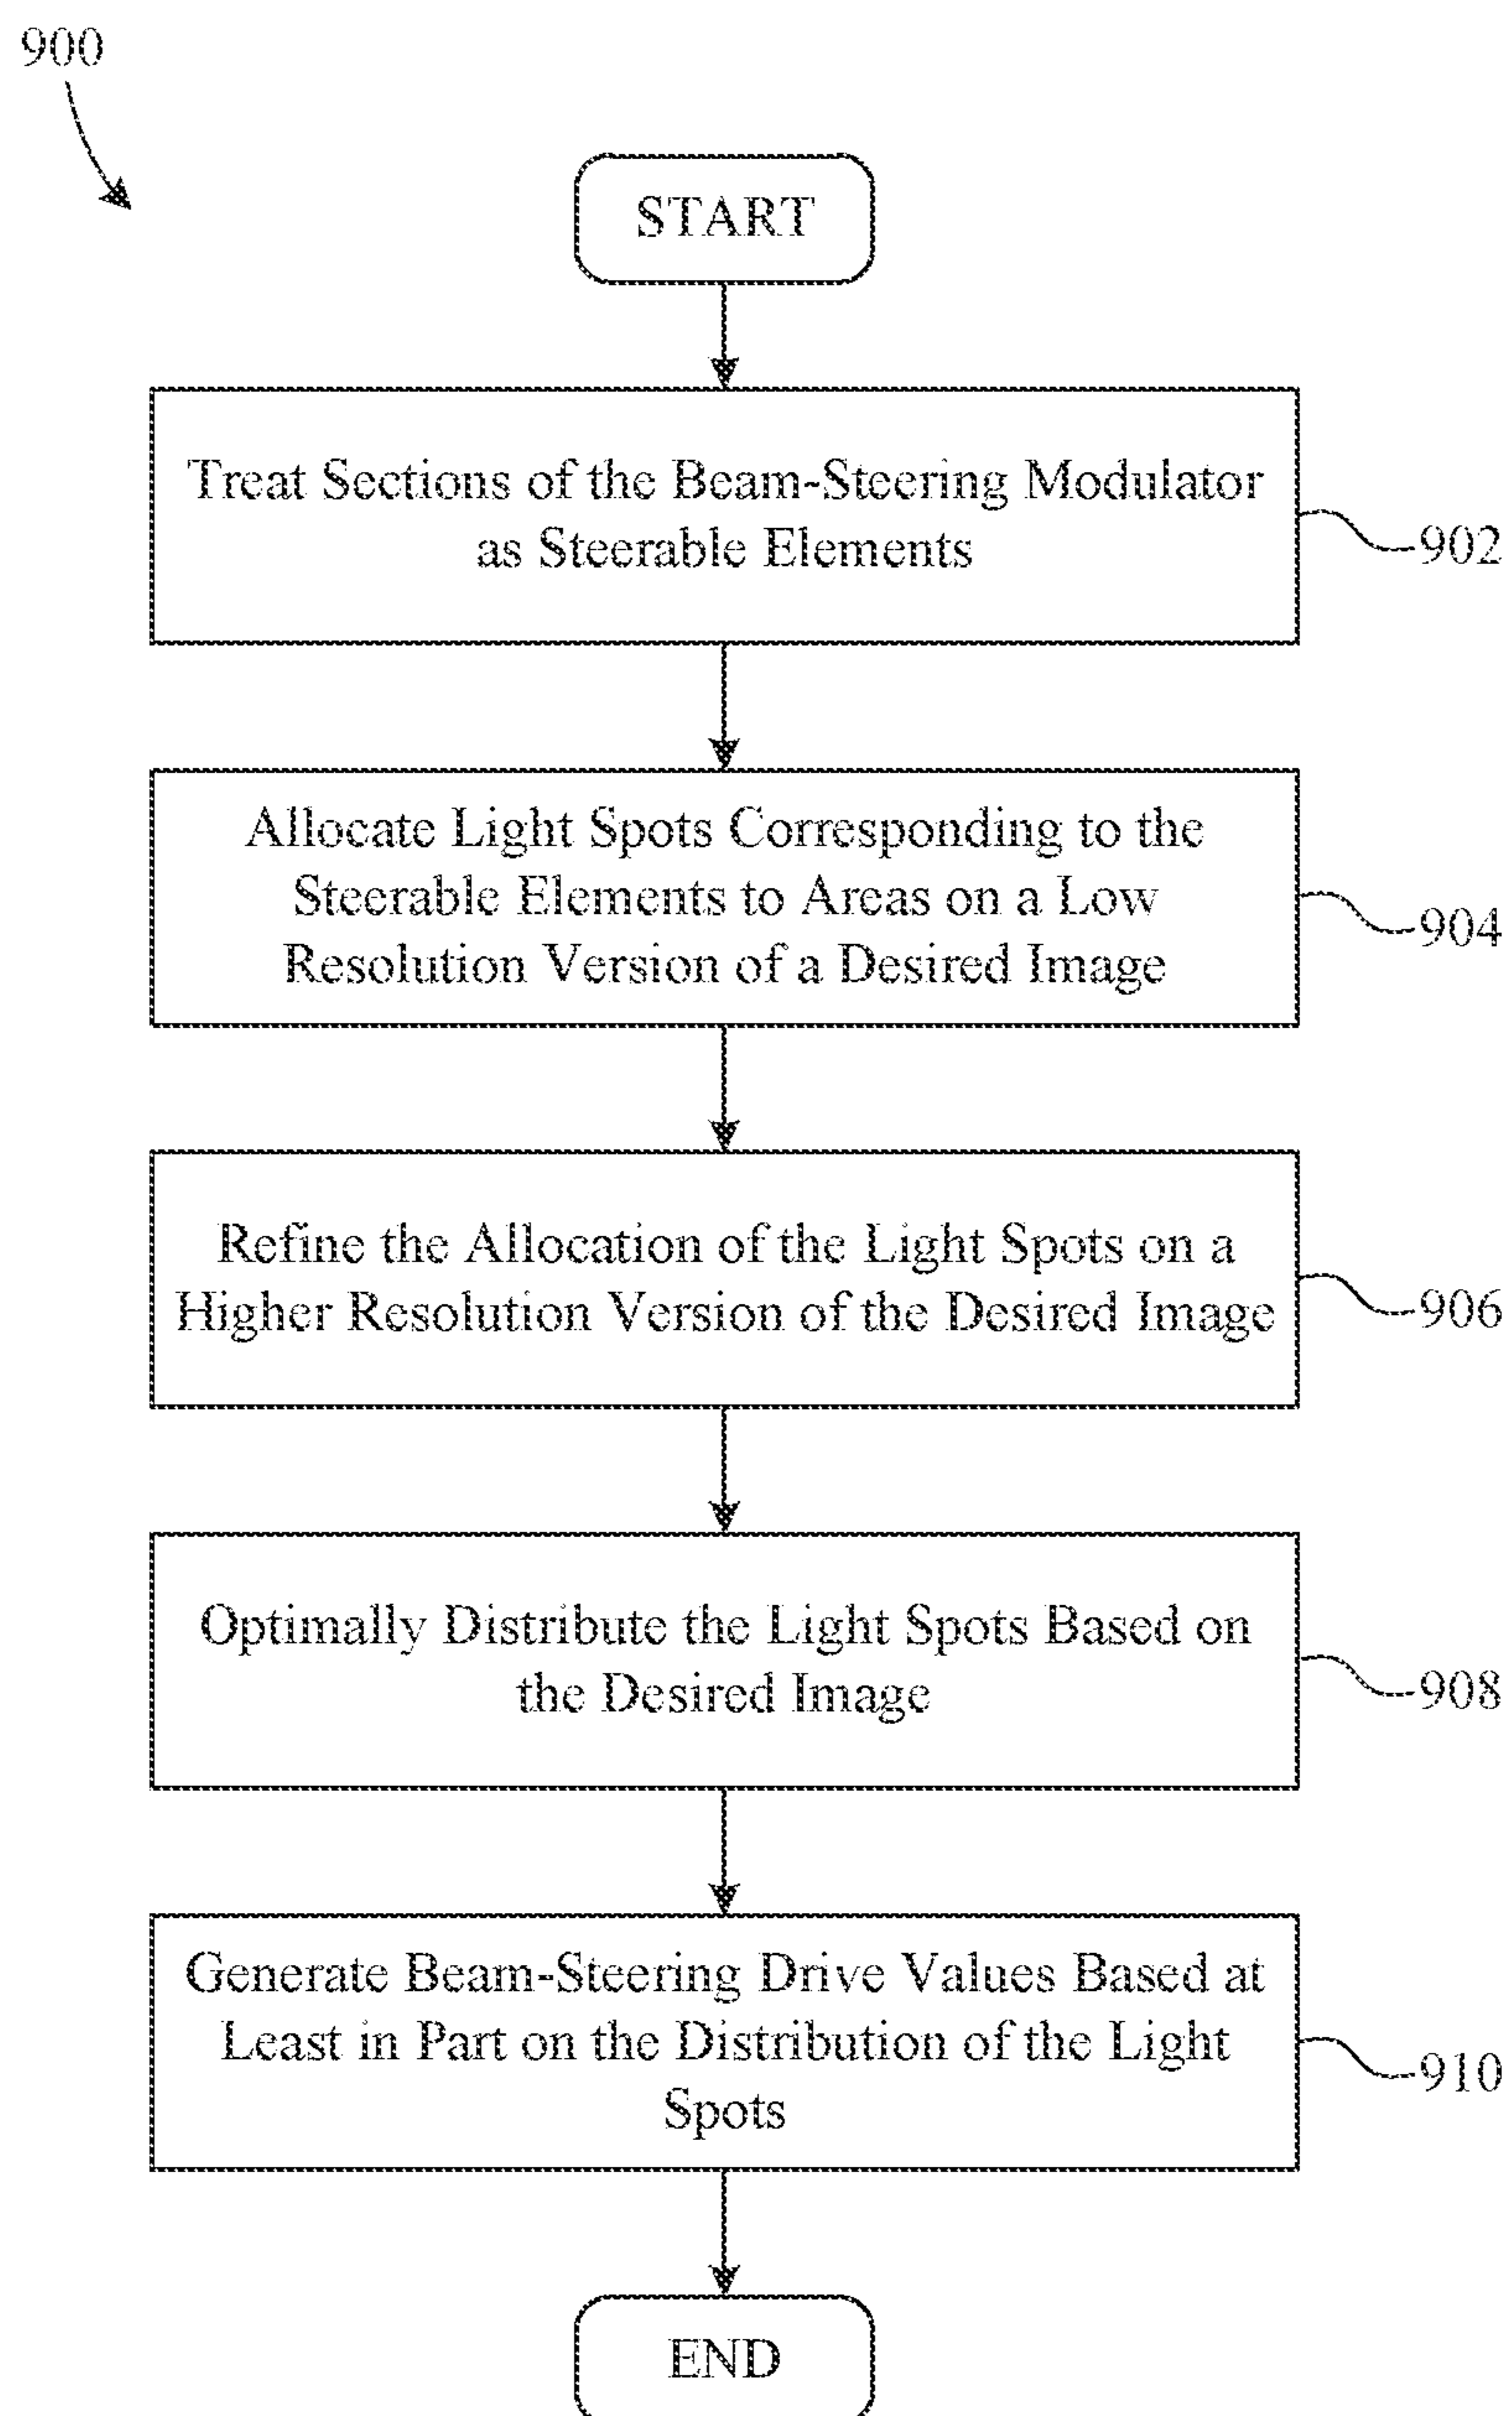 900
START
Treat Sections of the Beam-Steering Modulator
as Steerable Elements
902
Allocate Light Spots Corresponding to the
Steerable Elements to Areas on a Low
Resolution Version of a Desired Image
904
Refine the Allocation of the Light Spots on a
Higher Resolution Version of the Desired Image
906
Optimally Distribute the Light Spots Based on
the Desired Image
908
Generate Beam-Steering Drive Values Based at
Least in Part on the Distribution of the Light
Spots
910
END